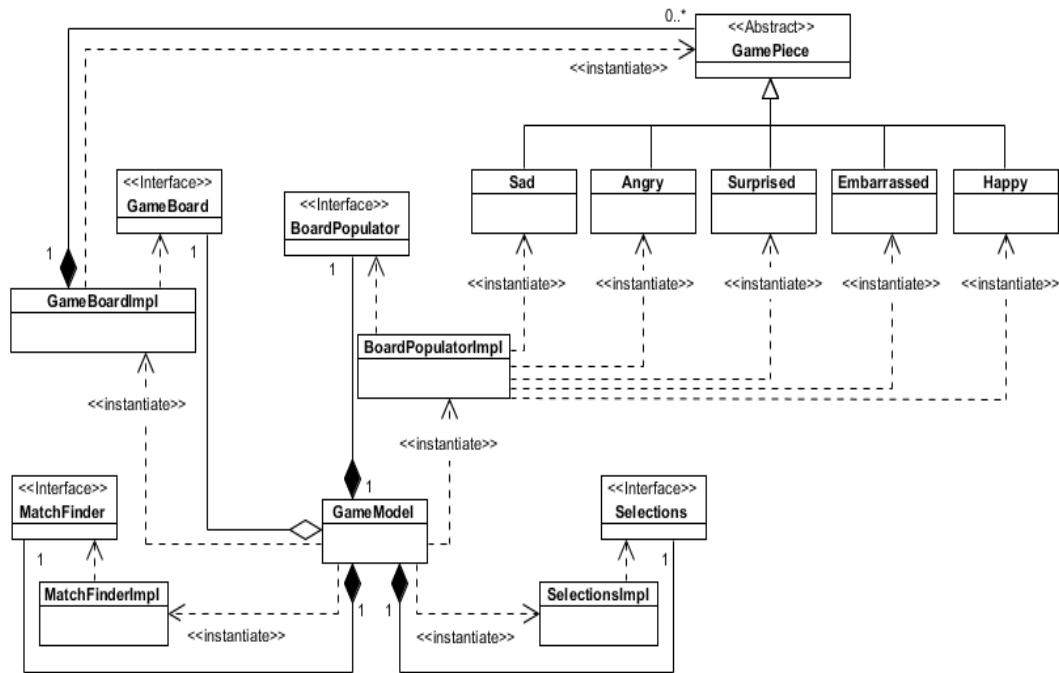 0..*
<<Abstract>>
GamePiece
<<instantiate>>
<<Interface>>
GameBoard
1
1
<<Interface>>
BoardPopulator
1
Sad
Angry
Surprised
Embarrassed
Happy
<<instantiate>>
<<instantiate>>
<<instantiate>>
<<instantiate>>
<<instantiate>>
GameBoardImpl
BoardPopulatorImpl
<<instantiate>>
<<instantiate>>
<<Interface>>
MatchFinder
1
1
GameModel
<<Interface>>
Selections
1
MatchFinderImpl
1
1
SelectionsImpl
<<instantiate>>
<<instantiate>>